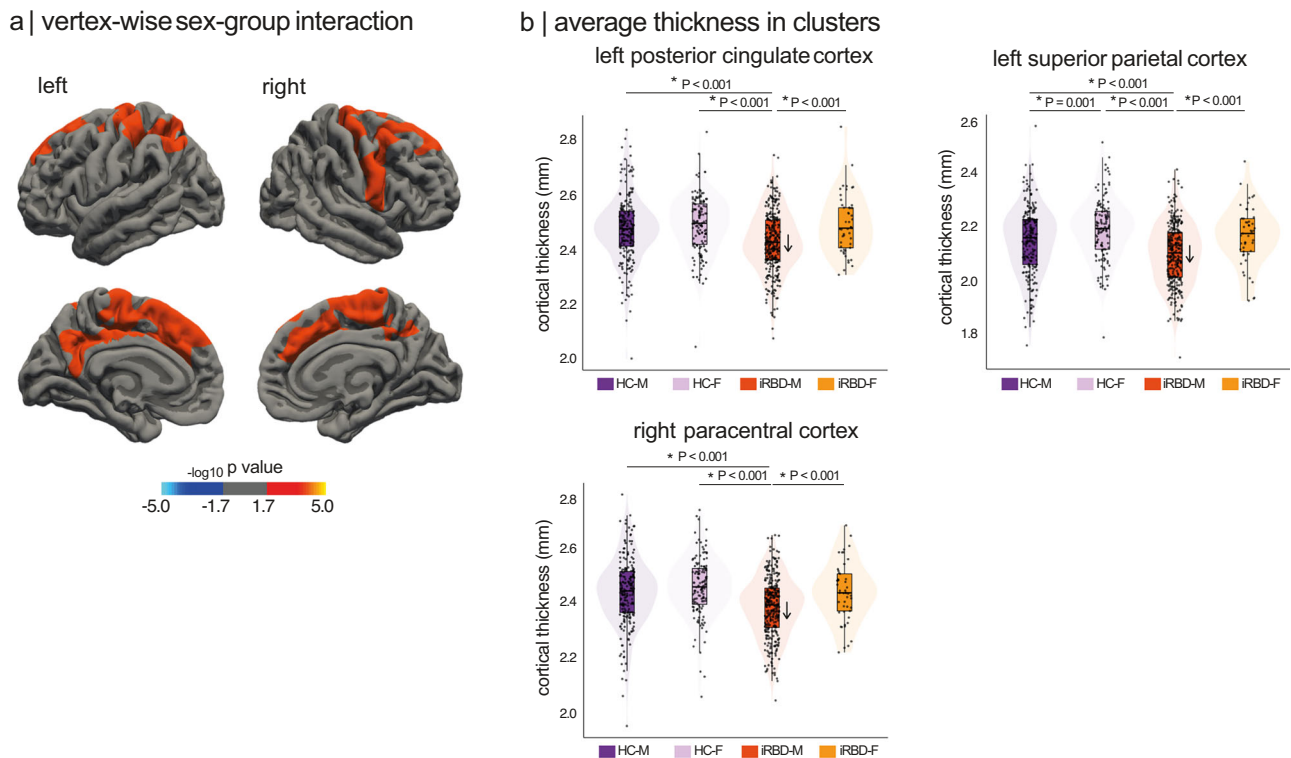 a | vertex-wise sex-group interaction
left right
-log10 p value
-5.0 -1.7 1.7 5.0
b | average thickness in clusters
left posterior cingulate cortex
* P < 0.001
* P < 0.001 * P < 0.001
cortical thickness (mm)
2.8
2.6
2.4
2.2
2.0
HC-M HC-F iRBD-M iRBD-F
left superior parietal cortex
* P < 0.001
* P = 0.001 * P < 0.001 * P < 0.001
cortical thickness (mm)
2.6
2.4
2.2
2.0
1.8
HC-M HC-F iRBD-M iRBD-F
right paracentral cortex
* P < 0.001
* P < 0.001 * P < 0.001
cortical thickness (mm)
2.8
2.6
2.4
2.2
2.0
HC-M HC-F iRBD-M iRBD-F